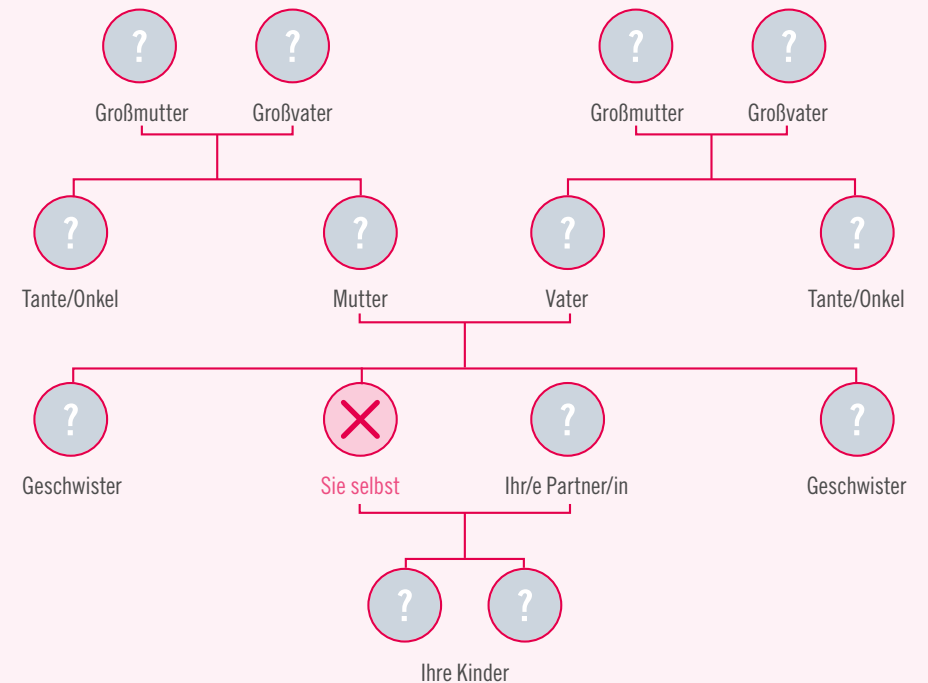 ? ? ? ?
Großmutter Großvater Großmutter Großvater
? ? ? ?
Tante/Onkel Mutter Vater Tante/Onkel
? ? ?
Geschwister Sie selbst Ihr/e Partner/in Geschwister
? ?
Ihre Kinder